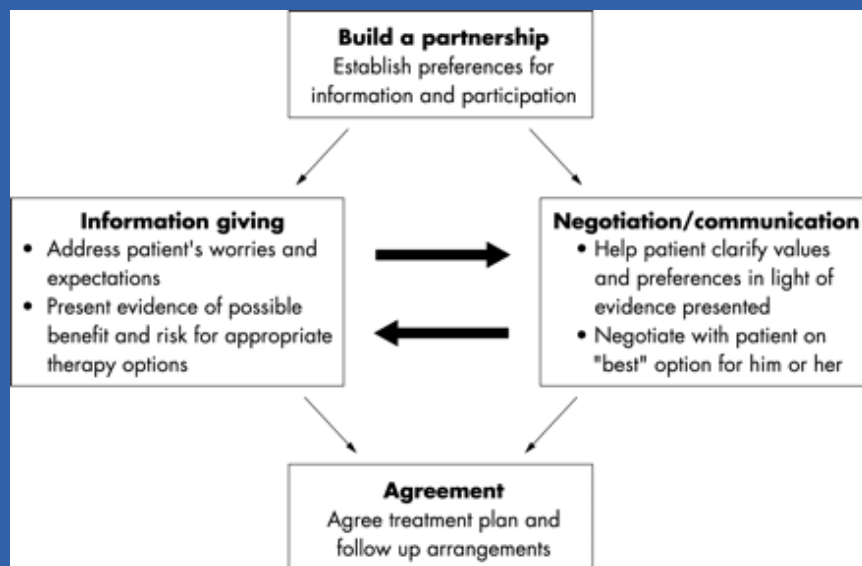 Build a partnership
Establish preferences for
information and participation
Information giving
• Address patient's worries and
expectations
• Present evidence of possible
benefit and risk for appropriate
therapy options
Negotiation/communication
• Help patient clarify values
and preferences in light of
evidence presented
• Negotiate with patient on
"best" option for him or her
Agreement
Agree treatment plan and
follow up arrangements